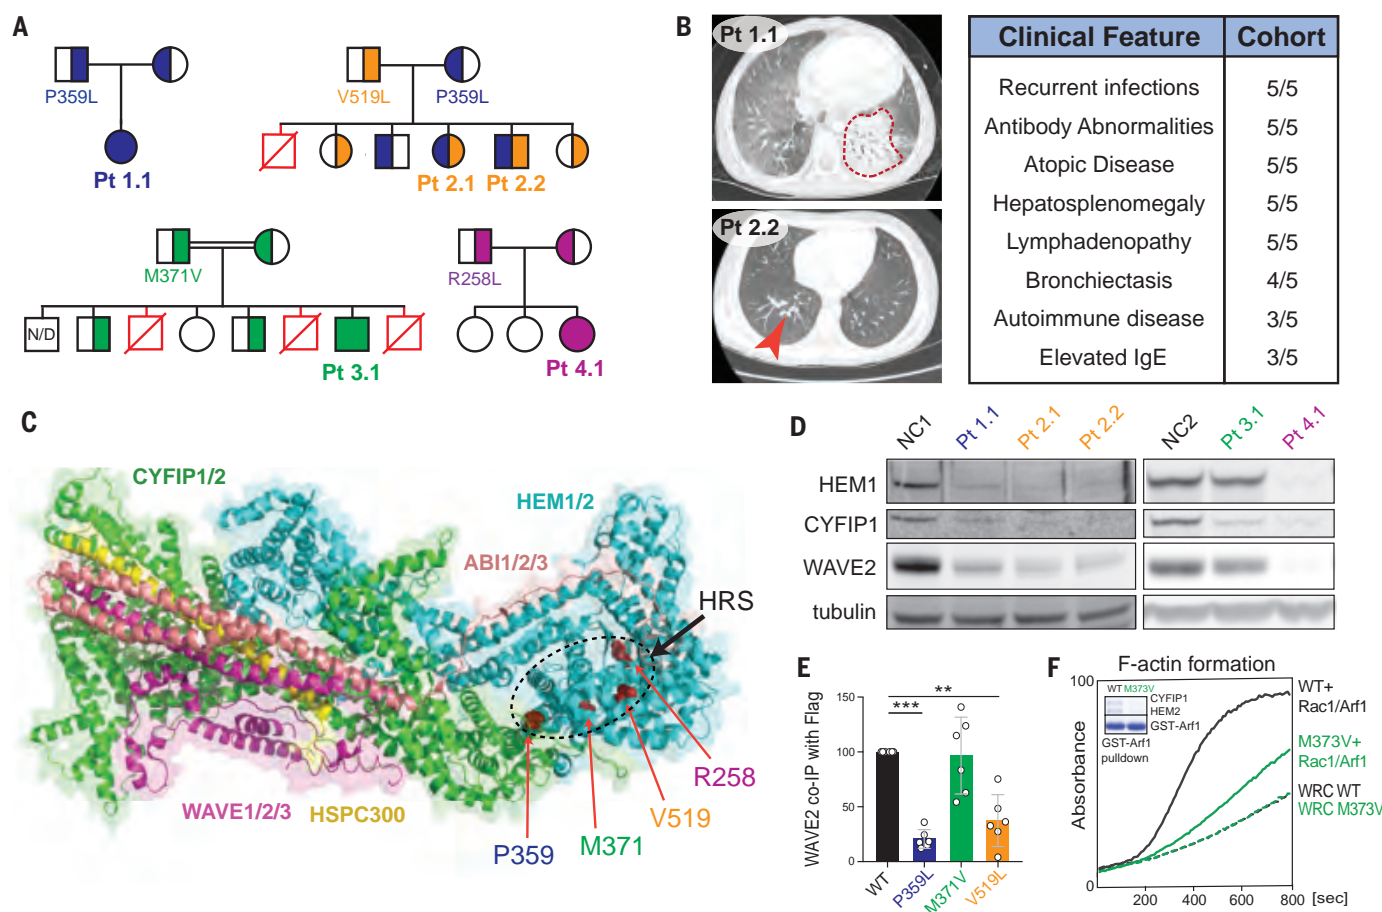 A
P359L
Pt 1.1
V519L
P359L
Pt 2.1
Pt 2.2
M371V
N/D
Pt 3.1
R258L
Pt 4.1
B
Pt 1.1
Pt 2.2
Clinical Feature Cohort
Recurrent infections 5/5
Antibody Abnormalities 5/5
Atopic Disease 5/5
Hepatosplenomegaly 5/5
Lymphadenopathy 5/5
Bronchiectasis 4/5
Autoimmune disease 3/5
Elevated IgE 3/5
C
CYFIP1/2
HEM1/2
ABI1/2/3
HRS
WAVE1/2/3
HSPC300
R258
V519
M371
P359
D
NC1 Pt 1.1 Pt 2.1 Pt 2.2 NC2 Pt 3.1 Pt 4.1
HEM1
CYFIP1
WAVE2
tubulin
E
WAVE2 co-IP with Flag
150
100
50
0
*** **
WT P359L M371V V519L
F
F-actin formation
Absorbance
100
0
200 400 600 800 [sec]
WT M373V
CYFIP1
HEM2
GST-Arf1
GST-Arf1
pulldown
WT+
Rac1/Arf1
M373V+
Rac1/Arf1
WRC WT
WRC M373V